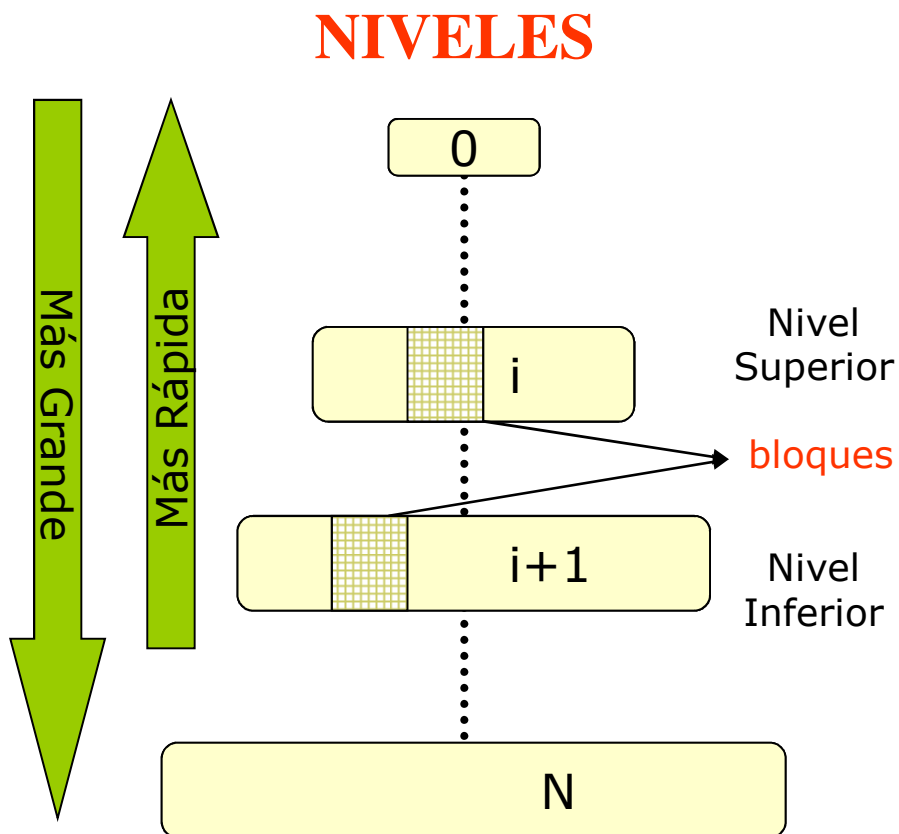 NIVELES
0
Más Grande
Más Rápida
i
Nivel
Superior
bloques
i+1
Nivel
Inferior
N